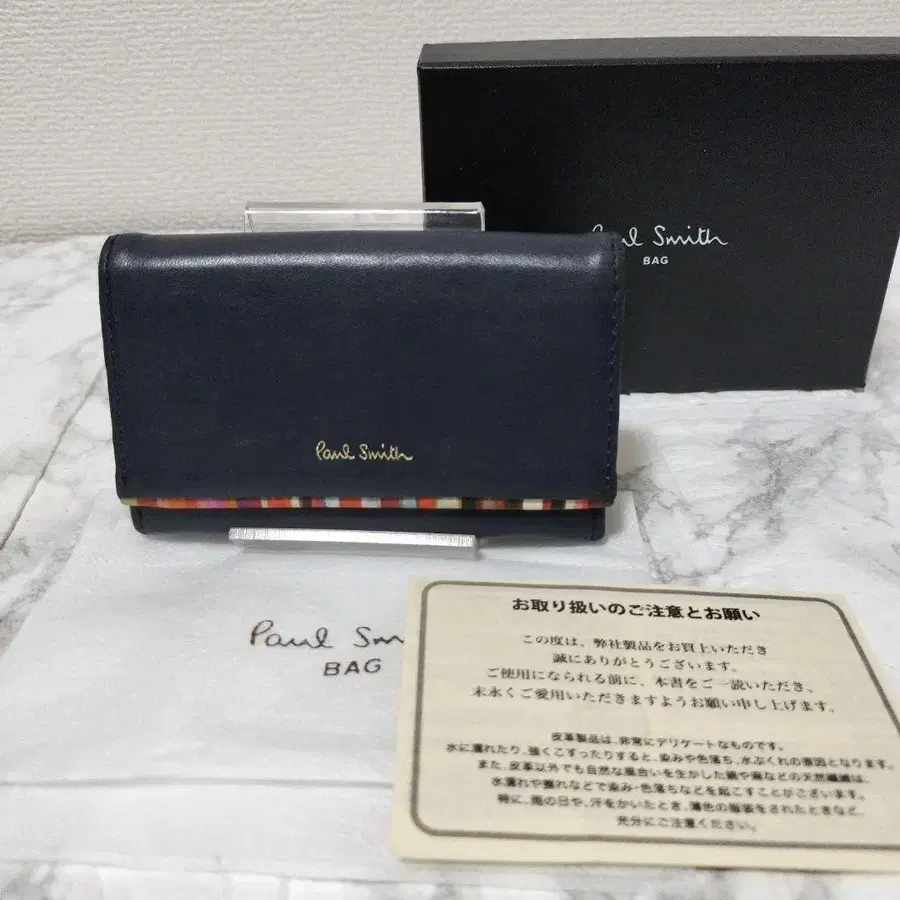 Paul Smith
BAG
Paul Smith
Paul Sm
BAG
お取り扱いのご注意とお願い
この度は、弊社製品をお買上いただき
誠にありがとうございます。
ご使用になられる前に、本書をご一読いただき、
末永くご愛用いただきますようお願い申し上げます。
皮革製品は、非常にデリケートなものです。
水に濡れたり、強くこすったりすると、染みや色落ち、水ぶくれの原因となります。
また、皮革以外でも自然な風合いを生かした綿や麻などの天然繊維は、
水濡れや擦れなどで染み・色落ちなどを起こすことがございます。
特に、雨の日や、汗をかいたとき、薄色の服装をされたときなど、
充分にご注意ください。